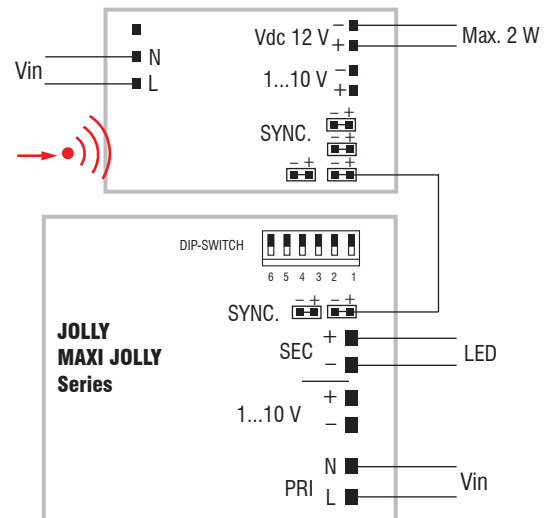 Vin
N
L
Vdc 12 V
- +
Max. 2 W
1...10 V
- +
SYNC.
- +
- +
- + - +
DIP-SWITCH
6 5 4 3 2 1
SYNC.
- + - +
JOLLY
MAXI JOLLY
Series
SEC
+
−
LED
1...10 V
+
−
PRI
N
L
Vin